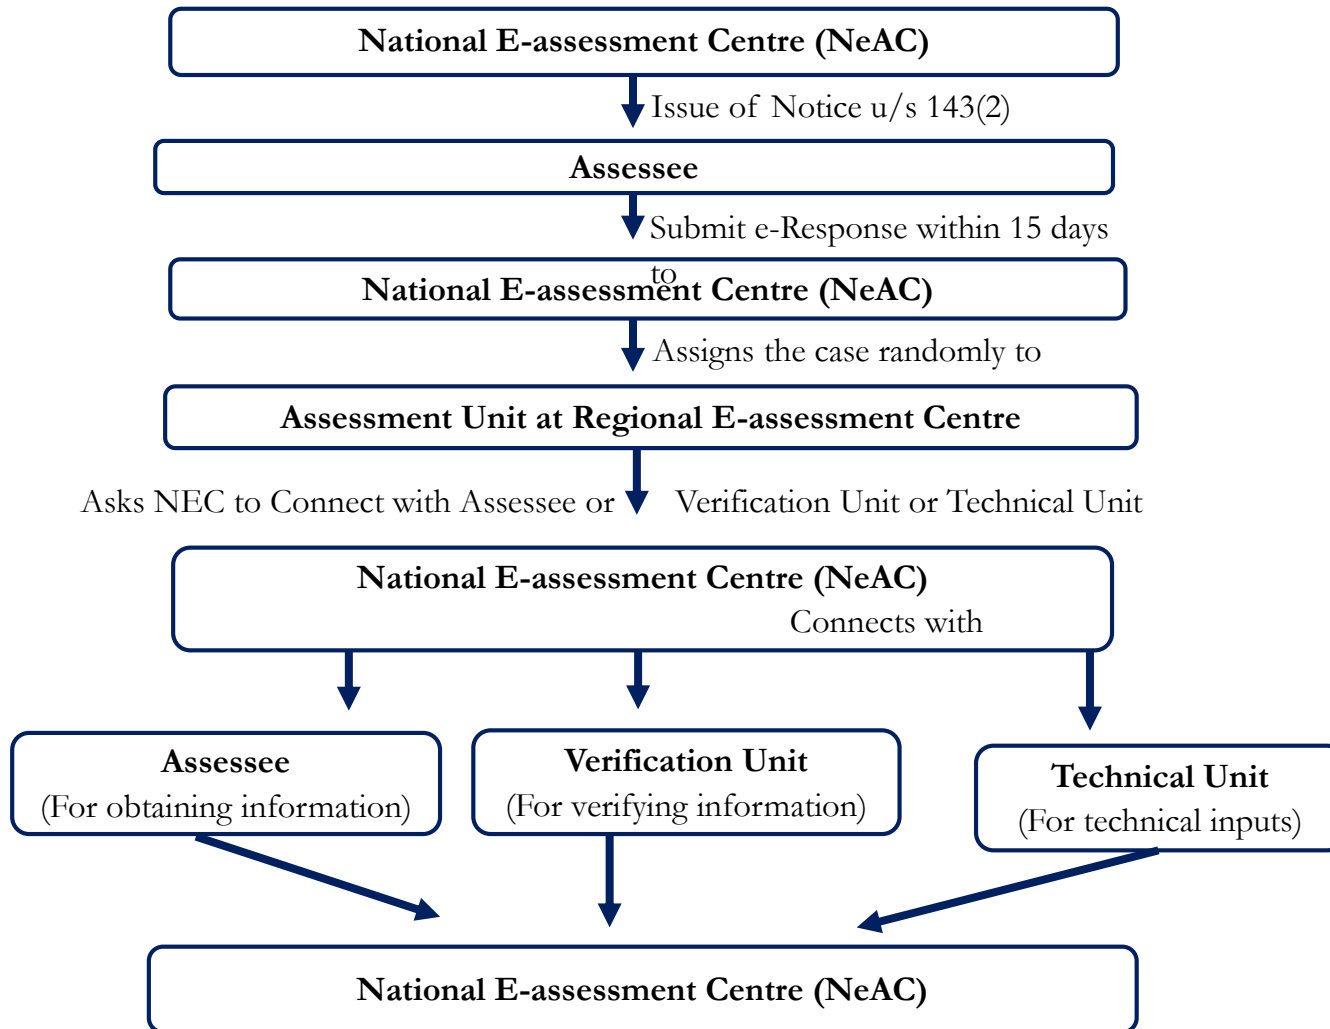 National E-assessment Centre (NeAC)
Issue of Notice u/s 143(2)
Assessee
Submit e-Response within 15 days
to
National E-assessment Centre (NeAC)
Assigns the case randomly to
Assessment Unit at Regional E-assessment Centre
Asks NEC to Connect with Assessee or Verification Unit or Technical Unit
National E-assessment Centre (NeAC)
Connects with
Assessee
(For obtaining information)
Verification Unit
(For verifying information)
Technical Unit
(For technical inputs)
National E-assessment Centre (NeAC)